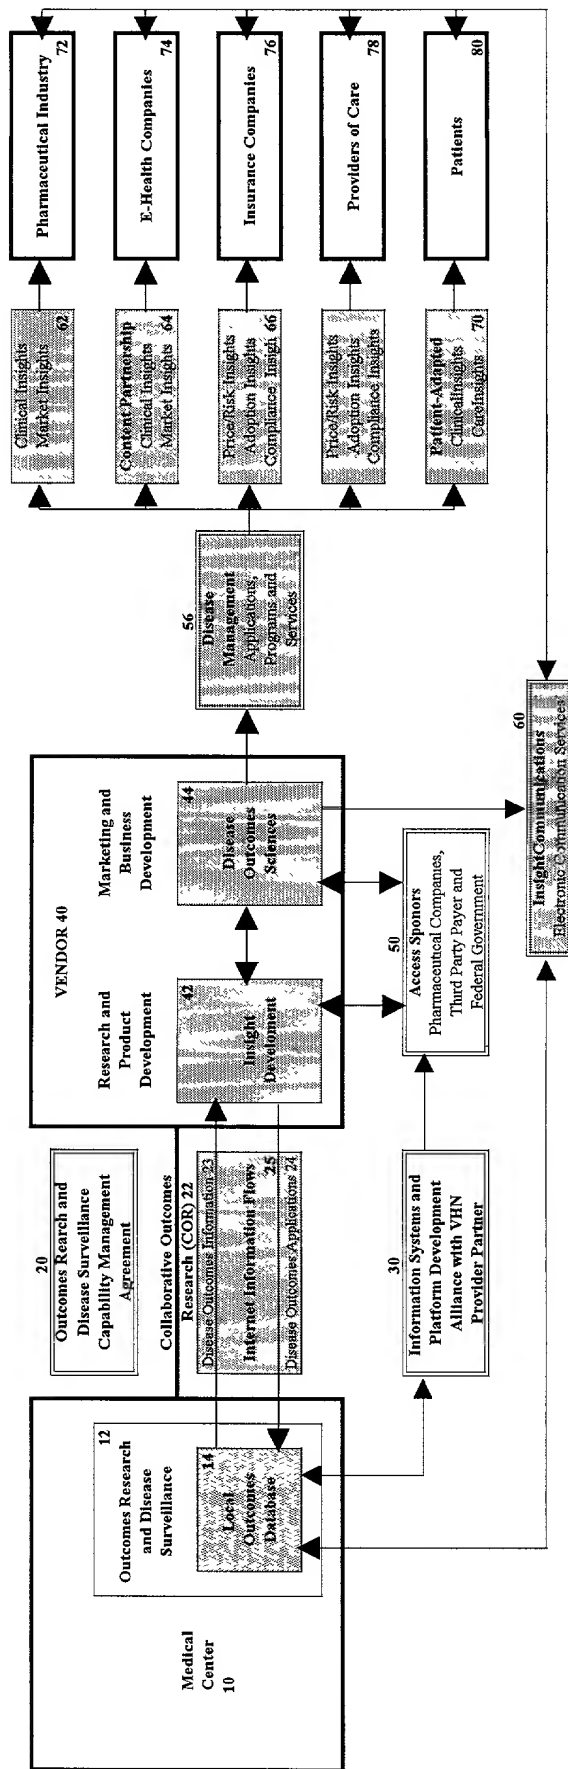 Medical
Center
10
12
Outcomes Research
and Disease
Surveillance
14
Local
Outcomes
Database
20
Outcomes Rearch and
Disease Surveillance
Capability Management
Agreement
Collaborative Outcomes
Research (COR) 22
Disease Outcomes Information 23
Internet Information Flows
25
Disease Outcomes Applications 24
30
Information Systems and
Platform Development
Alliance with VHN
Provider Partner
VENDOR 40
Research and
Product
Development
Marketing and
Business
Development
42
Insight
Develoment
44
Disease
Outcomes
Sciences
50
Access Sponors
Pharmaceutical Companies,
Third Party Payer and
Federal Government
56
Disease
Management
Applications,
Programs and
Services
60
InsightCommunications
Electronic Communication Services
Clinical Insights
Market Insights
62
Content Partnership
Clinical Insights
Market Insights
64
Price/Risk Insights
Adoption Insights
Compliance Insigh
66
Price/Risk Insights
Adoption Insights
Compliance Insights
Patient-Adapted
ClinicalInsights
CareInsights
70
Pharmaceutical Industry
72
E-Health Companies
74
Insurance Companies
76
Providers of Care
78
Patients
80